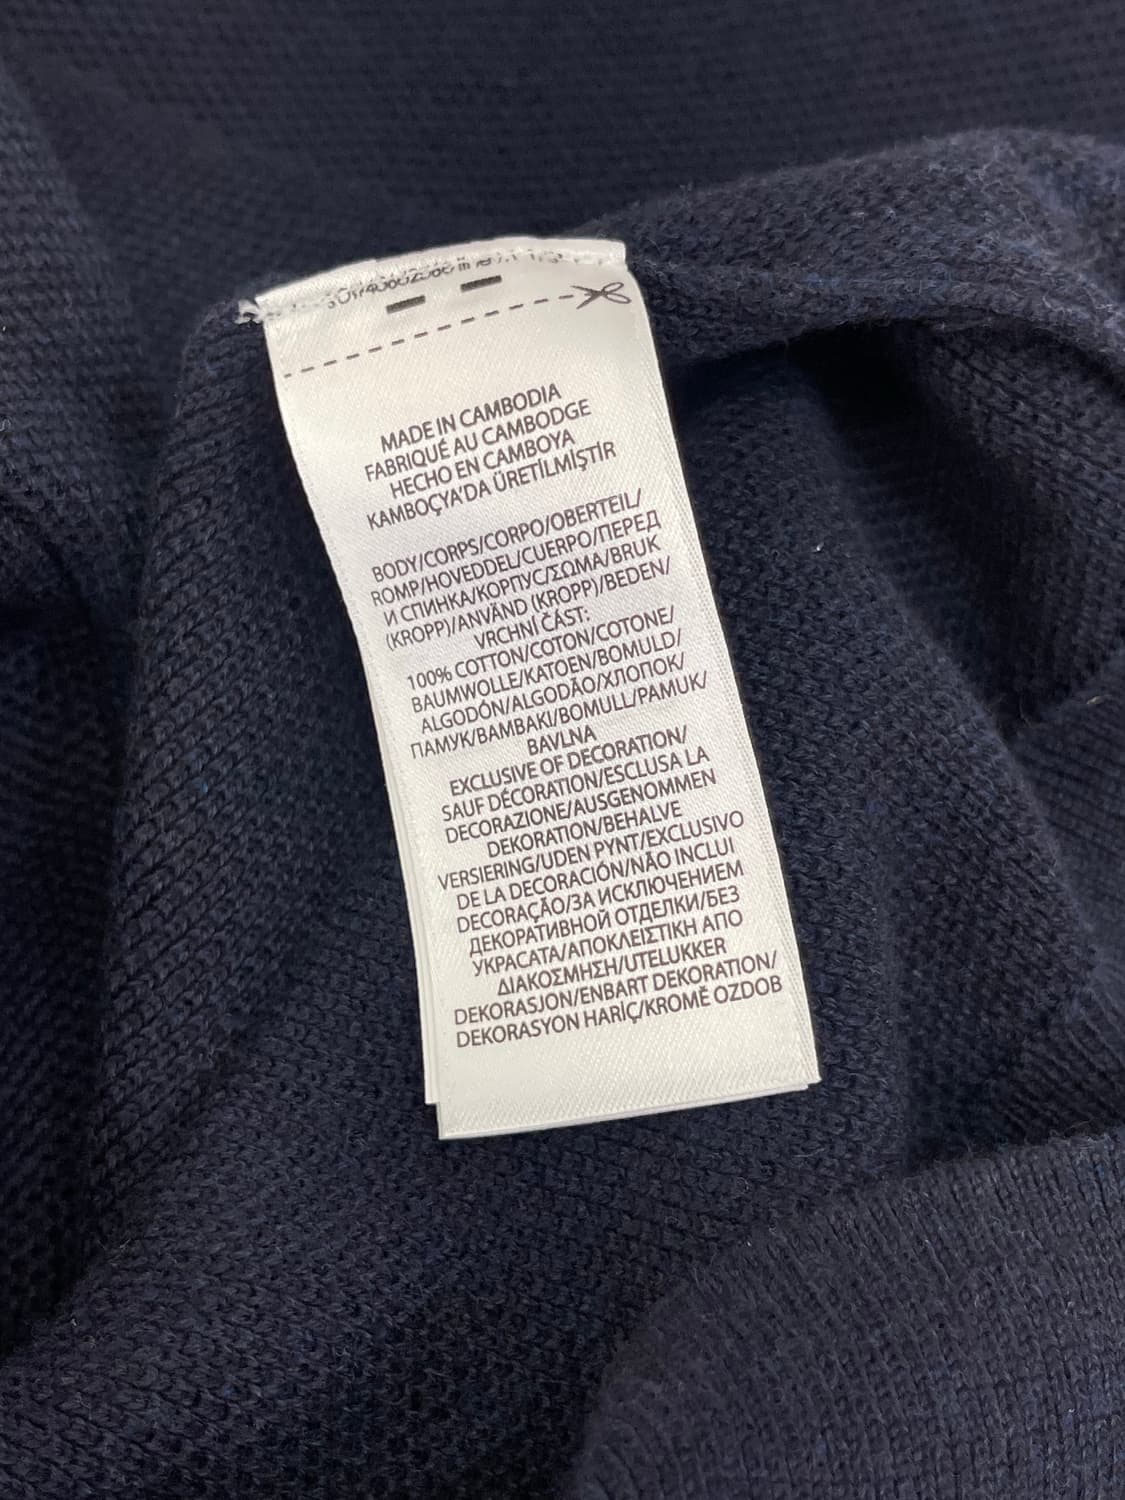 MADE IN CAMBODIA
FABRIQUÉ AU CAMBODGE
HECHO EN CAMBOYA
KAMBOÇYA'DA ÜRETİLMİŞTİR
BODY/CORPS/CORPO/OBERTEIL/
ROMP/HOVEDDEL/CUERPO/ПЕРЕД
И СПИНКА/КОРПУС/ΣΩΜΑ/BRUK
(KROPP)/ANVÄND (KROPP)/BEDEN/
VRCHNÍ ČÁST:
100% COTTON/COTON/COTONE/
BAUMWOLLE/KATOEN/BOMULD/
ALGODÓN/ALGODÃO/ХЛОПОК/
ПАМУК/ΒΑΜΒΑΚΙ/BOMULL/PAMUK/
BAVLNA
EXCLUSIVE OF DECORATION/
SAUF DÉCORATION/ESCLUSA LA
DECORAZIONE/AUSGENOMMEN
DEKORATION/BEHALVE
VERSIERING/UDEN PYNT/EXCLUSIVO
DE LA DECORACIÓN/NÃO INCLUI
DECORAÇÃO/ЗА ИСКЛЮЧЕНИЕМ
ДЕКОРАТИВНОЙ ОТДЕЛКИ/БЕЗ
УКРАСАТА/ΑΠΟΚΛΕΙΣΤΙΚΗ ΑΠΟ
ΔΙΑΚΟΣΜΗΣΗ/UTELUKKER
DEKORASJON/ENBART DEKORATION/
DEKORASYON HARİÇ/KROMĚ OZDOB